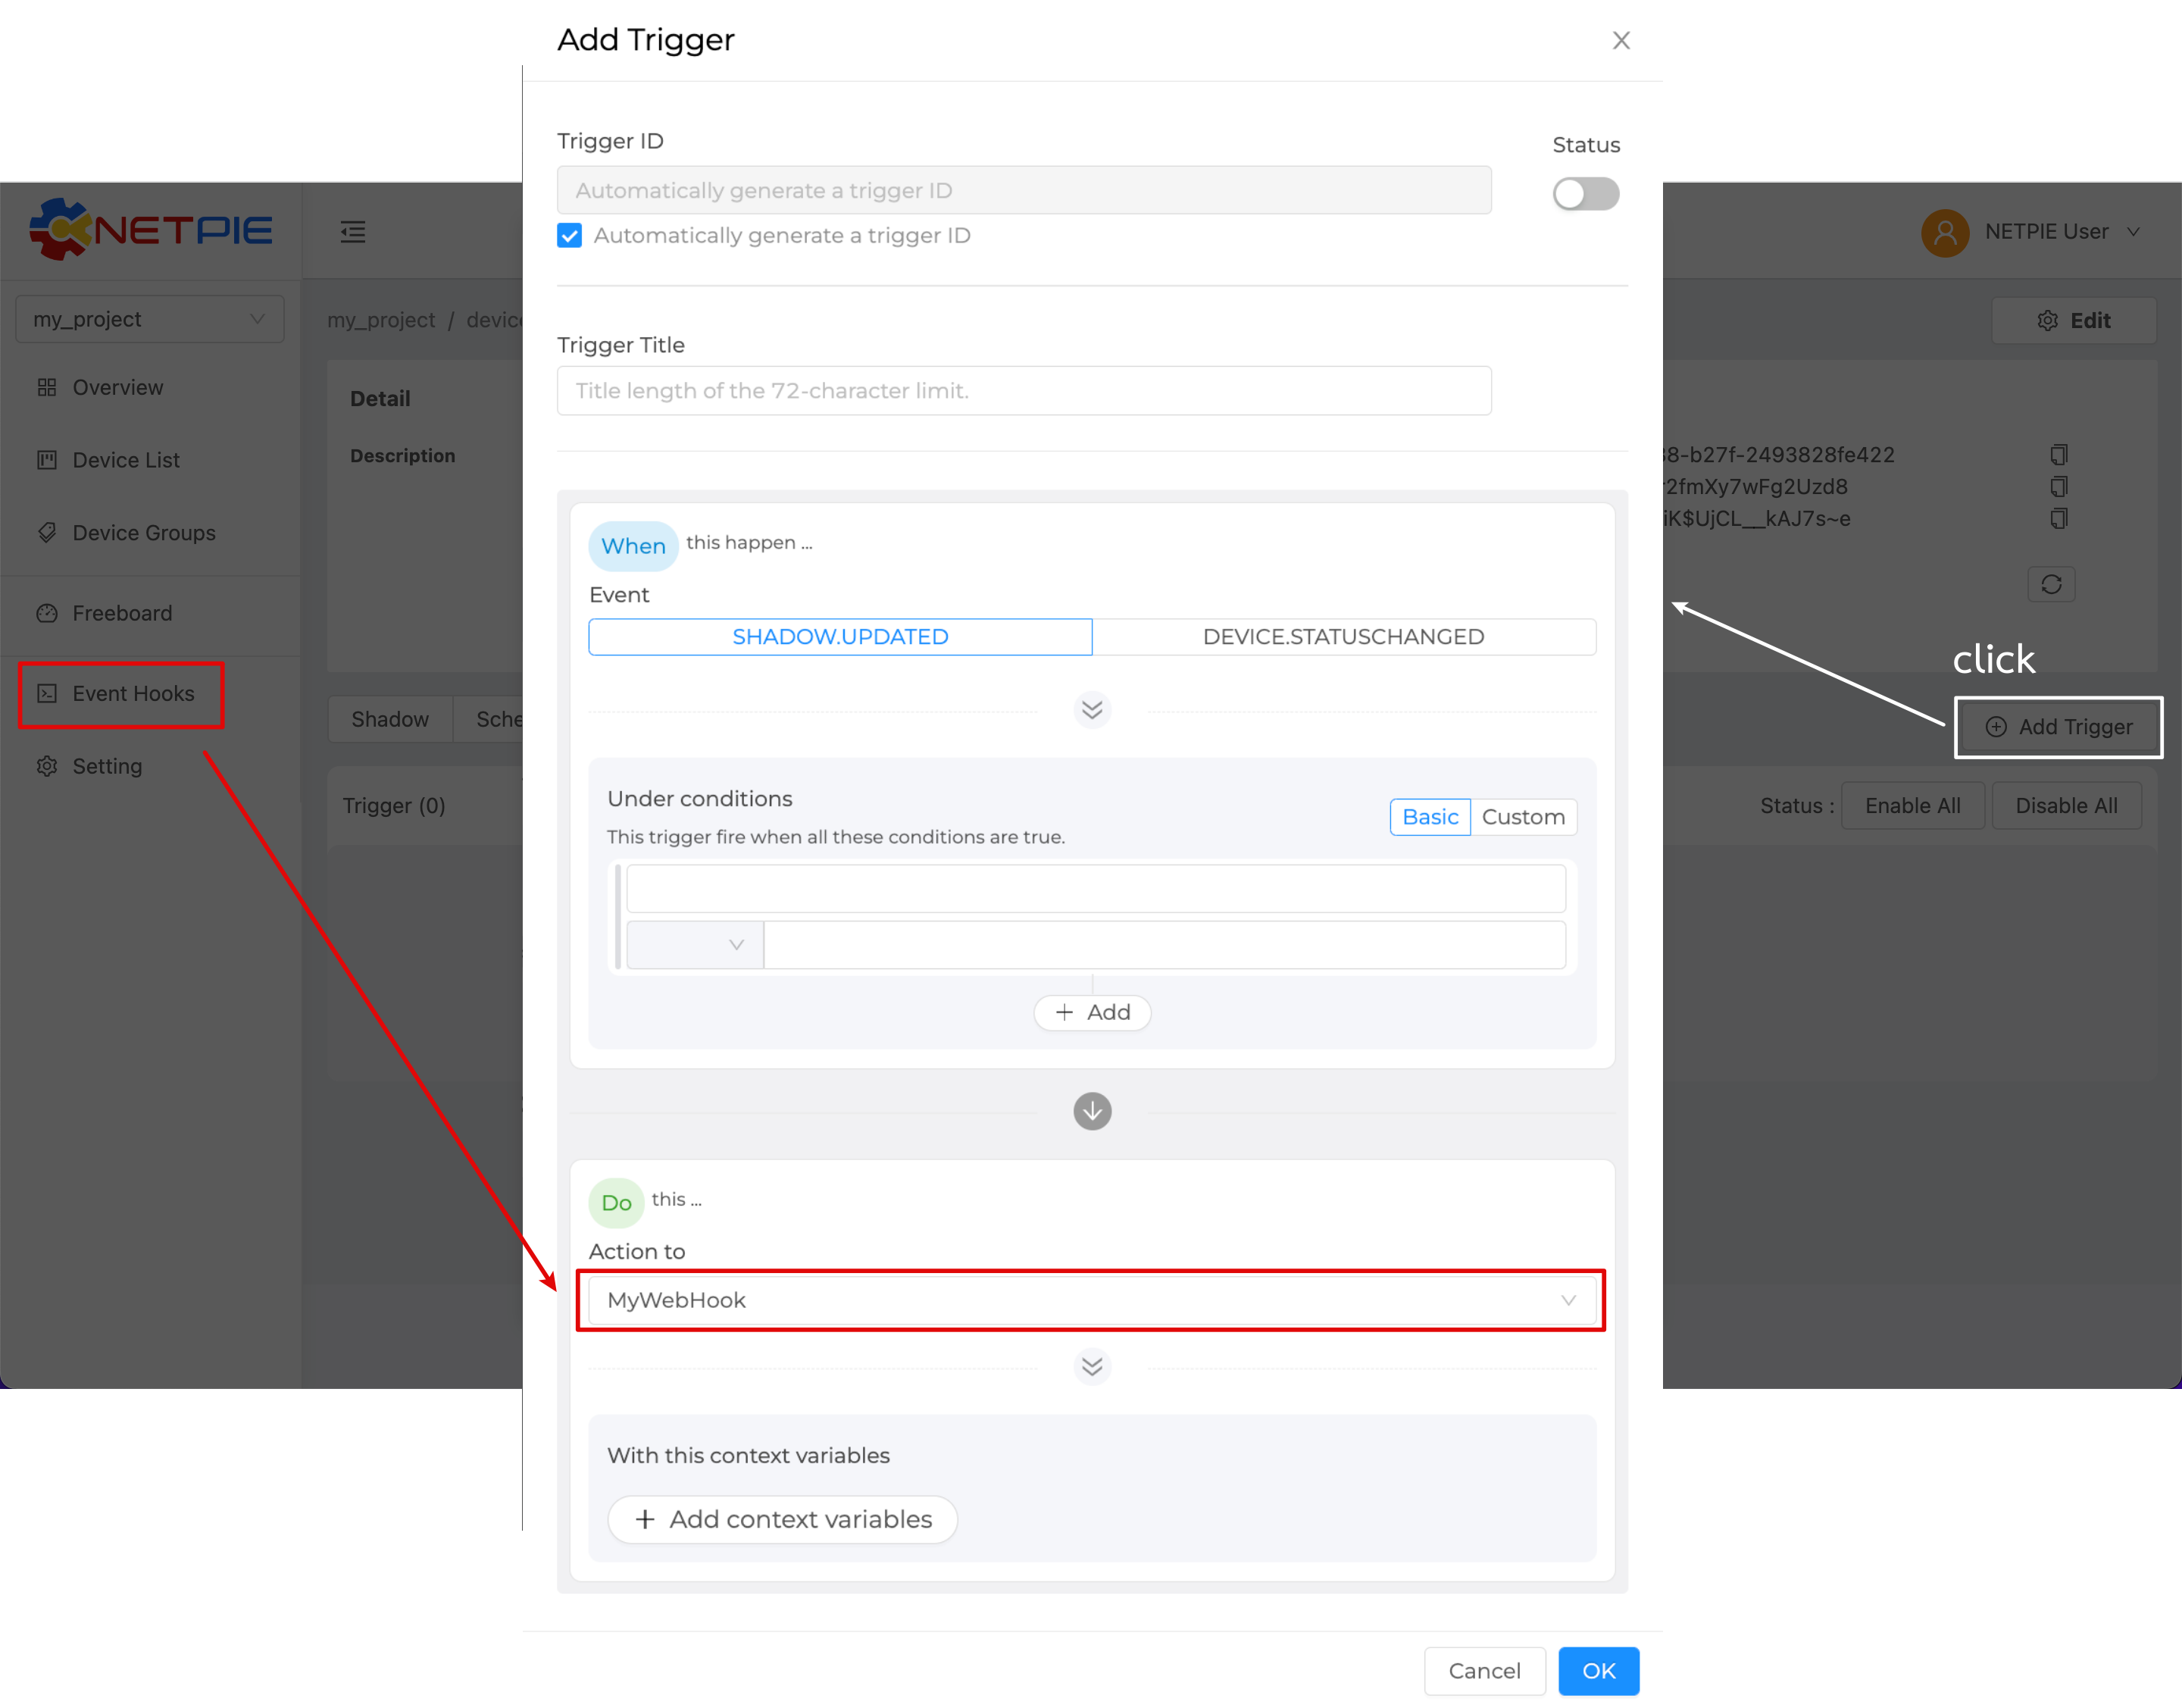 Add Trigger
Trigger ID
Status
Automatically generate a trigger ID
Automatically generate a trigger ID
Trigger Title
Title length of the 72-character limit.
When this happen ...
Event
SHADOW.UPDATED
DEVICE.STATUSCHANGED
Under conditions
Basic
Custom
This trigger fire when all these conditions are true.
+ Add
Do this ...
Action to
MyWebHook
With this context variables
+ Add context variables
Cancel
OK
NETPIE
my_project
Overview
Device List
Device Groups
Freeboard
Event Hooks
Setting
my_project /
Detail
Description
Shadow
Trigger (0)
NETPIE User
Edit
8-b27f-2493828fe422
2fmXy7wFg2Uzd8
iK$UjCL__kAJ7s~e
click
Add Trigger
Status :
Enable All
Disable All